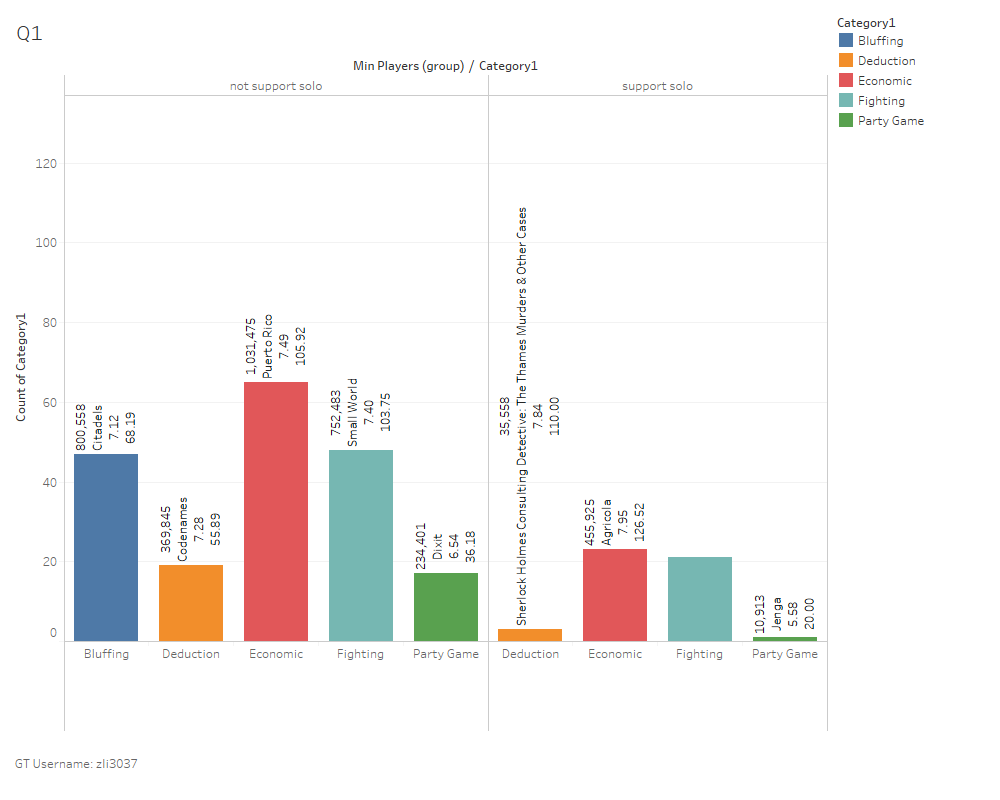 Q1
Min Players (group) / Category1
not support solo
support solo
Count of Category1
120
100
80
60
40
20
0
800,558
Citadels
7.12
68.19
369,845
Codenames
7.28
55.89
1,031,475
Puerto Rico
7.49
105.92
752,483
Small World
7.40
103.75
234,401
Dixit
6.54
36.18
35,558
Sherlock Holmes Consulting Detective: The Thames Murders & Other Cases
7.84
110.00
455,925
Agricola
7.95
126.52
10,913
Jenga
5.58
20.00
Bluffing
Deduction
Economic
Fighting
Party Game
Deduction
Economic
Fighting
Party Game
Category1
Bluffing
Deduction
Economic
Fighting
Party Game
GT Username: zli3037